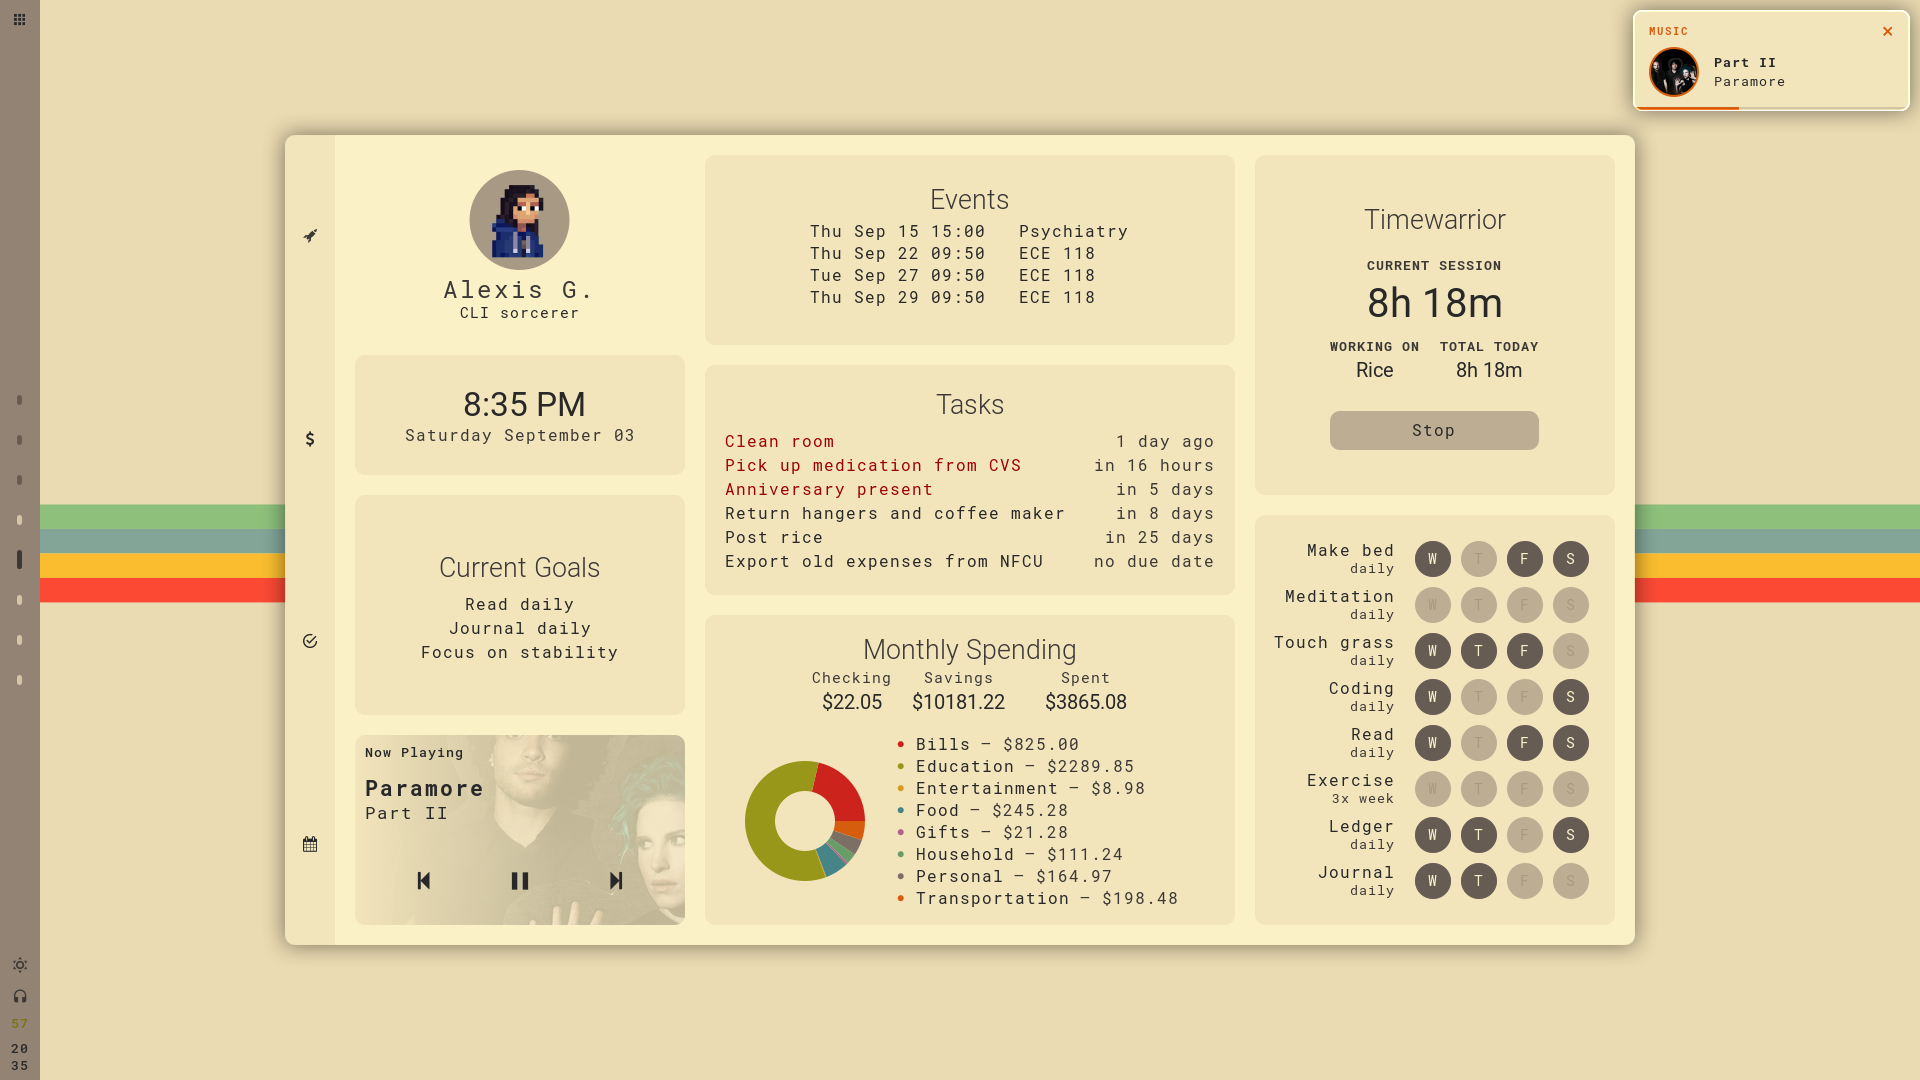 MUSIC
Part II
Paramore
Alexis G.
CLI sorcerer
8:35 PM
Saturday September 03
Current Goals
Read daily
Journal daily
Focus on stability
Now Playing
Paramore
Part II
Events
Thu Sep 15 15:00 Psychiatry
Thu Sep 22 09:50 ECE 118
Tue Sep 27 09:50 ECE 118
Thu Sep 29 09:50 ECE 118
Tasks
Clean room 1 day ago
Pick up medication from CVS in 16 hours
Anniversary present in 5 days
Return hangers and coffee maker in 8 days
Post rice in 25 days
Export old expenses from NFCU no due date
Monthly Spending
Checking Savings Spent
$22.05 $10181.22 $3865.08
• Bills — $825.00
• Education — $2289.85
• Entertainment — $8.98
• Food — $245.28
• Gifts — $21.28
• Household — $111.24
• Personal — $164.97
• Transportation — $198.48
Timewarrior
CURRENT SESSION
8h 18m
WORKING ON TOTAL TODAY
Rice 8h 18m
Stop
Make bed W T F S
daily
Meditation W T F S
daily
Touch grass W T F S
daily
Coding W T F S
daily
Read W T F S
daily
Exercise W T F S
3x week
Ledger W T F S
daily
Journal W T F S
daily
57
20
35